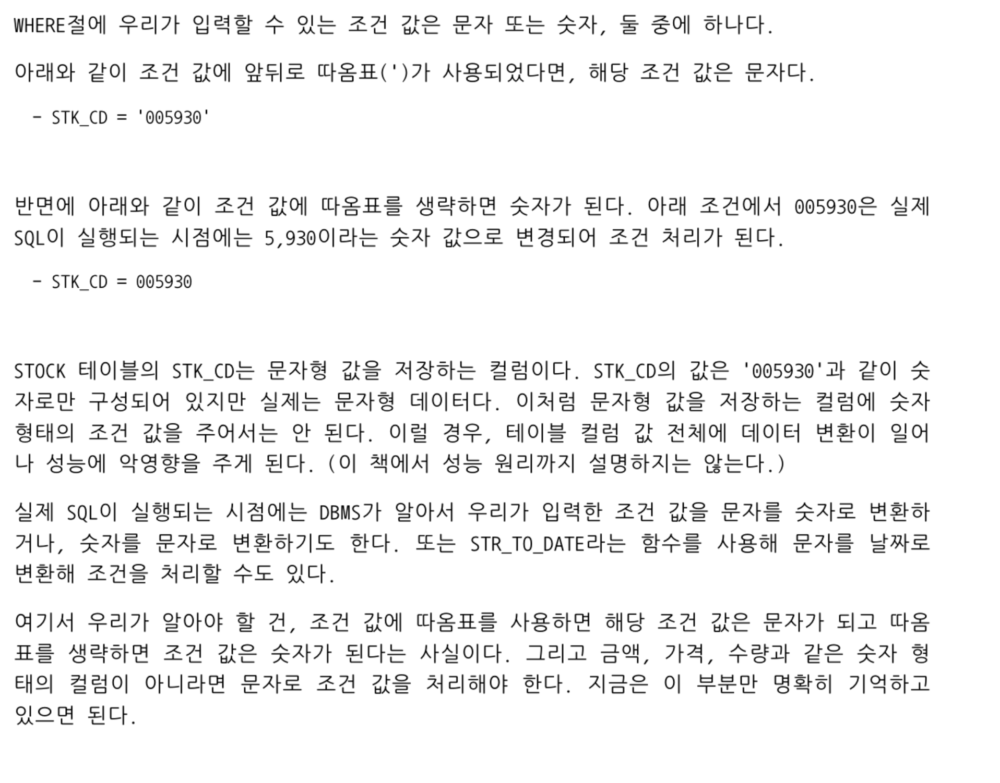 WHERE절에 우리가 입력할 수 있는 조건 값은 문자 또는 숫자, 둘 중에 하나다.
아래와 같이 조건 값에 앞뒤로 따옴표(')가 사용되었다면, 해당 조건 값은 문자다.
- STK_CD = '005930'
반면에 아래와 같이 조건 값에 따옴표를 생략하면 숫자가 된다. 아래 조건에서 005930은 실제
SQL이 실행되는 시점에는 5,930이라는 숫자 값으로 변경되어 조건 처리가 된다.
- STK_CD = 005930
STOCK 테이블의 STK_CD는 문자형 값을 저장하는 컬럼이다. STK_CD의 값은 '005930'과 같이 숫
자로만 구성되어 있지만 실제는 문자형 데이터다. 이처럼 문자형 값을 저장하는 컬럼에 숫자
형태의 조건 값을 주어서는 안 된다. 이럴 경우, 테이블 컬럼 값 전체에 데이터 변환이 일어
나 성능에 악영향을 주게 된다. (이 책에서 성능 원리까지 설명하지는 않는다.)
실제 SQL이 실행되는 시점에는 DBMS가 알아서 우리가 입력한 조건 값을 문자를 숫자로 변환하
거나, 숫자를 문자로 변환하기도 한다. 또는 STR_TO_DATE라는 함수를 사용해 문자를 날짜로
변환해 조건을 처리할 수도 있다.
여기서 우리가 알아야 할 건, 조건 값에 따옴표를 사용하면 해당 조건 값은 문자가 되고 따옴
표를 생략하면 조건 값은 숫자가 된다는 사실이다. 그리고 금액, 가격, 수량과 같은 숫자 형
태의 컬럼이 아니라면 문자로 조건 값을 처리해야 한다. 지금은 이 부분만 명확히 기억하고
있으면 된다.